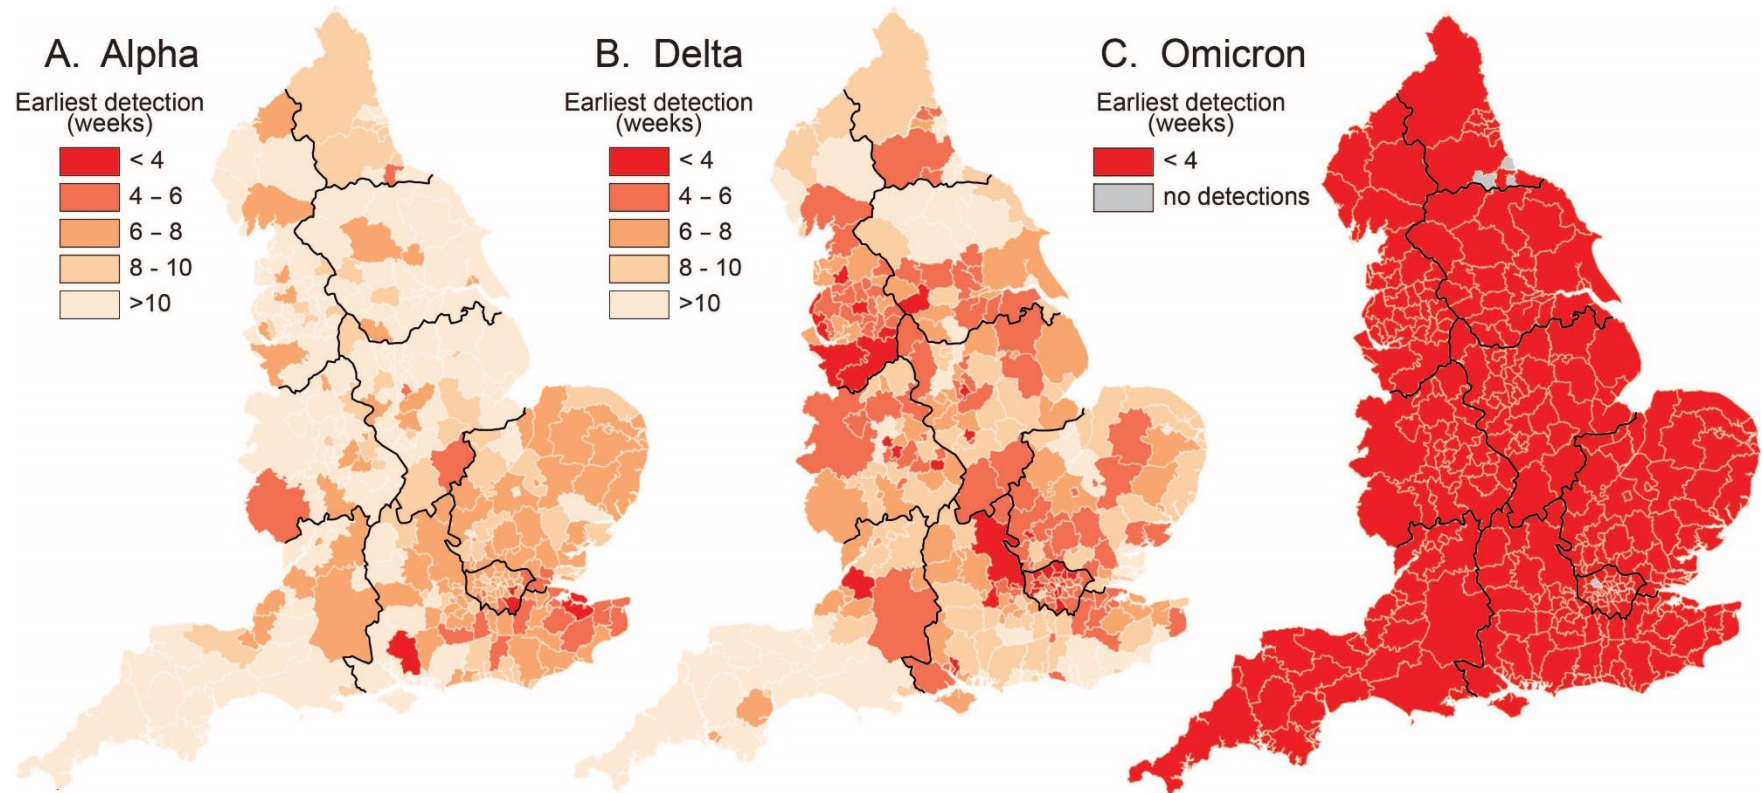 A. Alpha
Earliest detection
(weeks)
< 4
4 – 6
6 – 8
8 - 10
>10
B. Delta
Earliest detection
(weeks)
< 4
4 – 6
6 – 8
8 - 10
>10
C. Omicron
Earliest detection
(weeks)
< 4
no detections